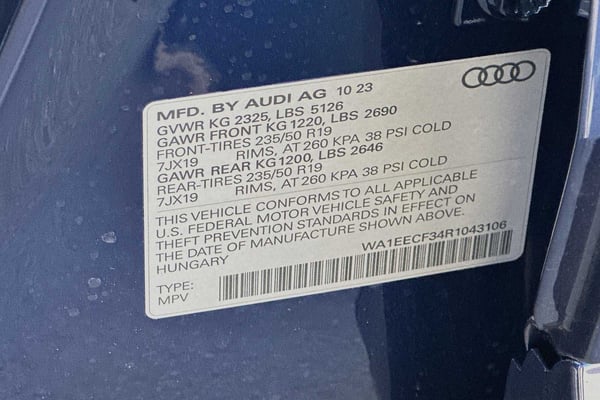 MFD. BY AUDI AG 10 23
GVWR KG 2325, LBS 5126
GAWR FRONT KG 1220, LBS 2690
FRONT-TIRES 235/50 R19
7JX19 RIMS, AT 260 KPA 38 PSI COLD
GAWR REAR KG 1200, LBS 2646
REAR-TIRES 235/50 R19
7JX19 RIMS, AT 260 KPA 38 PSI COLD
THIS VEHICLE CONFORMS TO ALL APPLICABLE
U.S. FEDERAL MOTOR VEHICLE SAFETY AND
THEFT PREVENTION STANDARDS IN EFFECT ON
THE DATE OF MANUFACTURE SHOWN ABOVE.
HUNGARY WA1EECF34R1043106
TYPE:
MPV